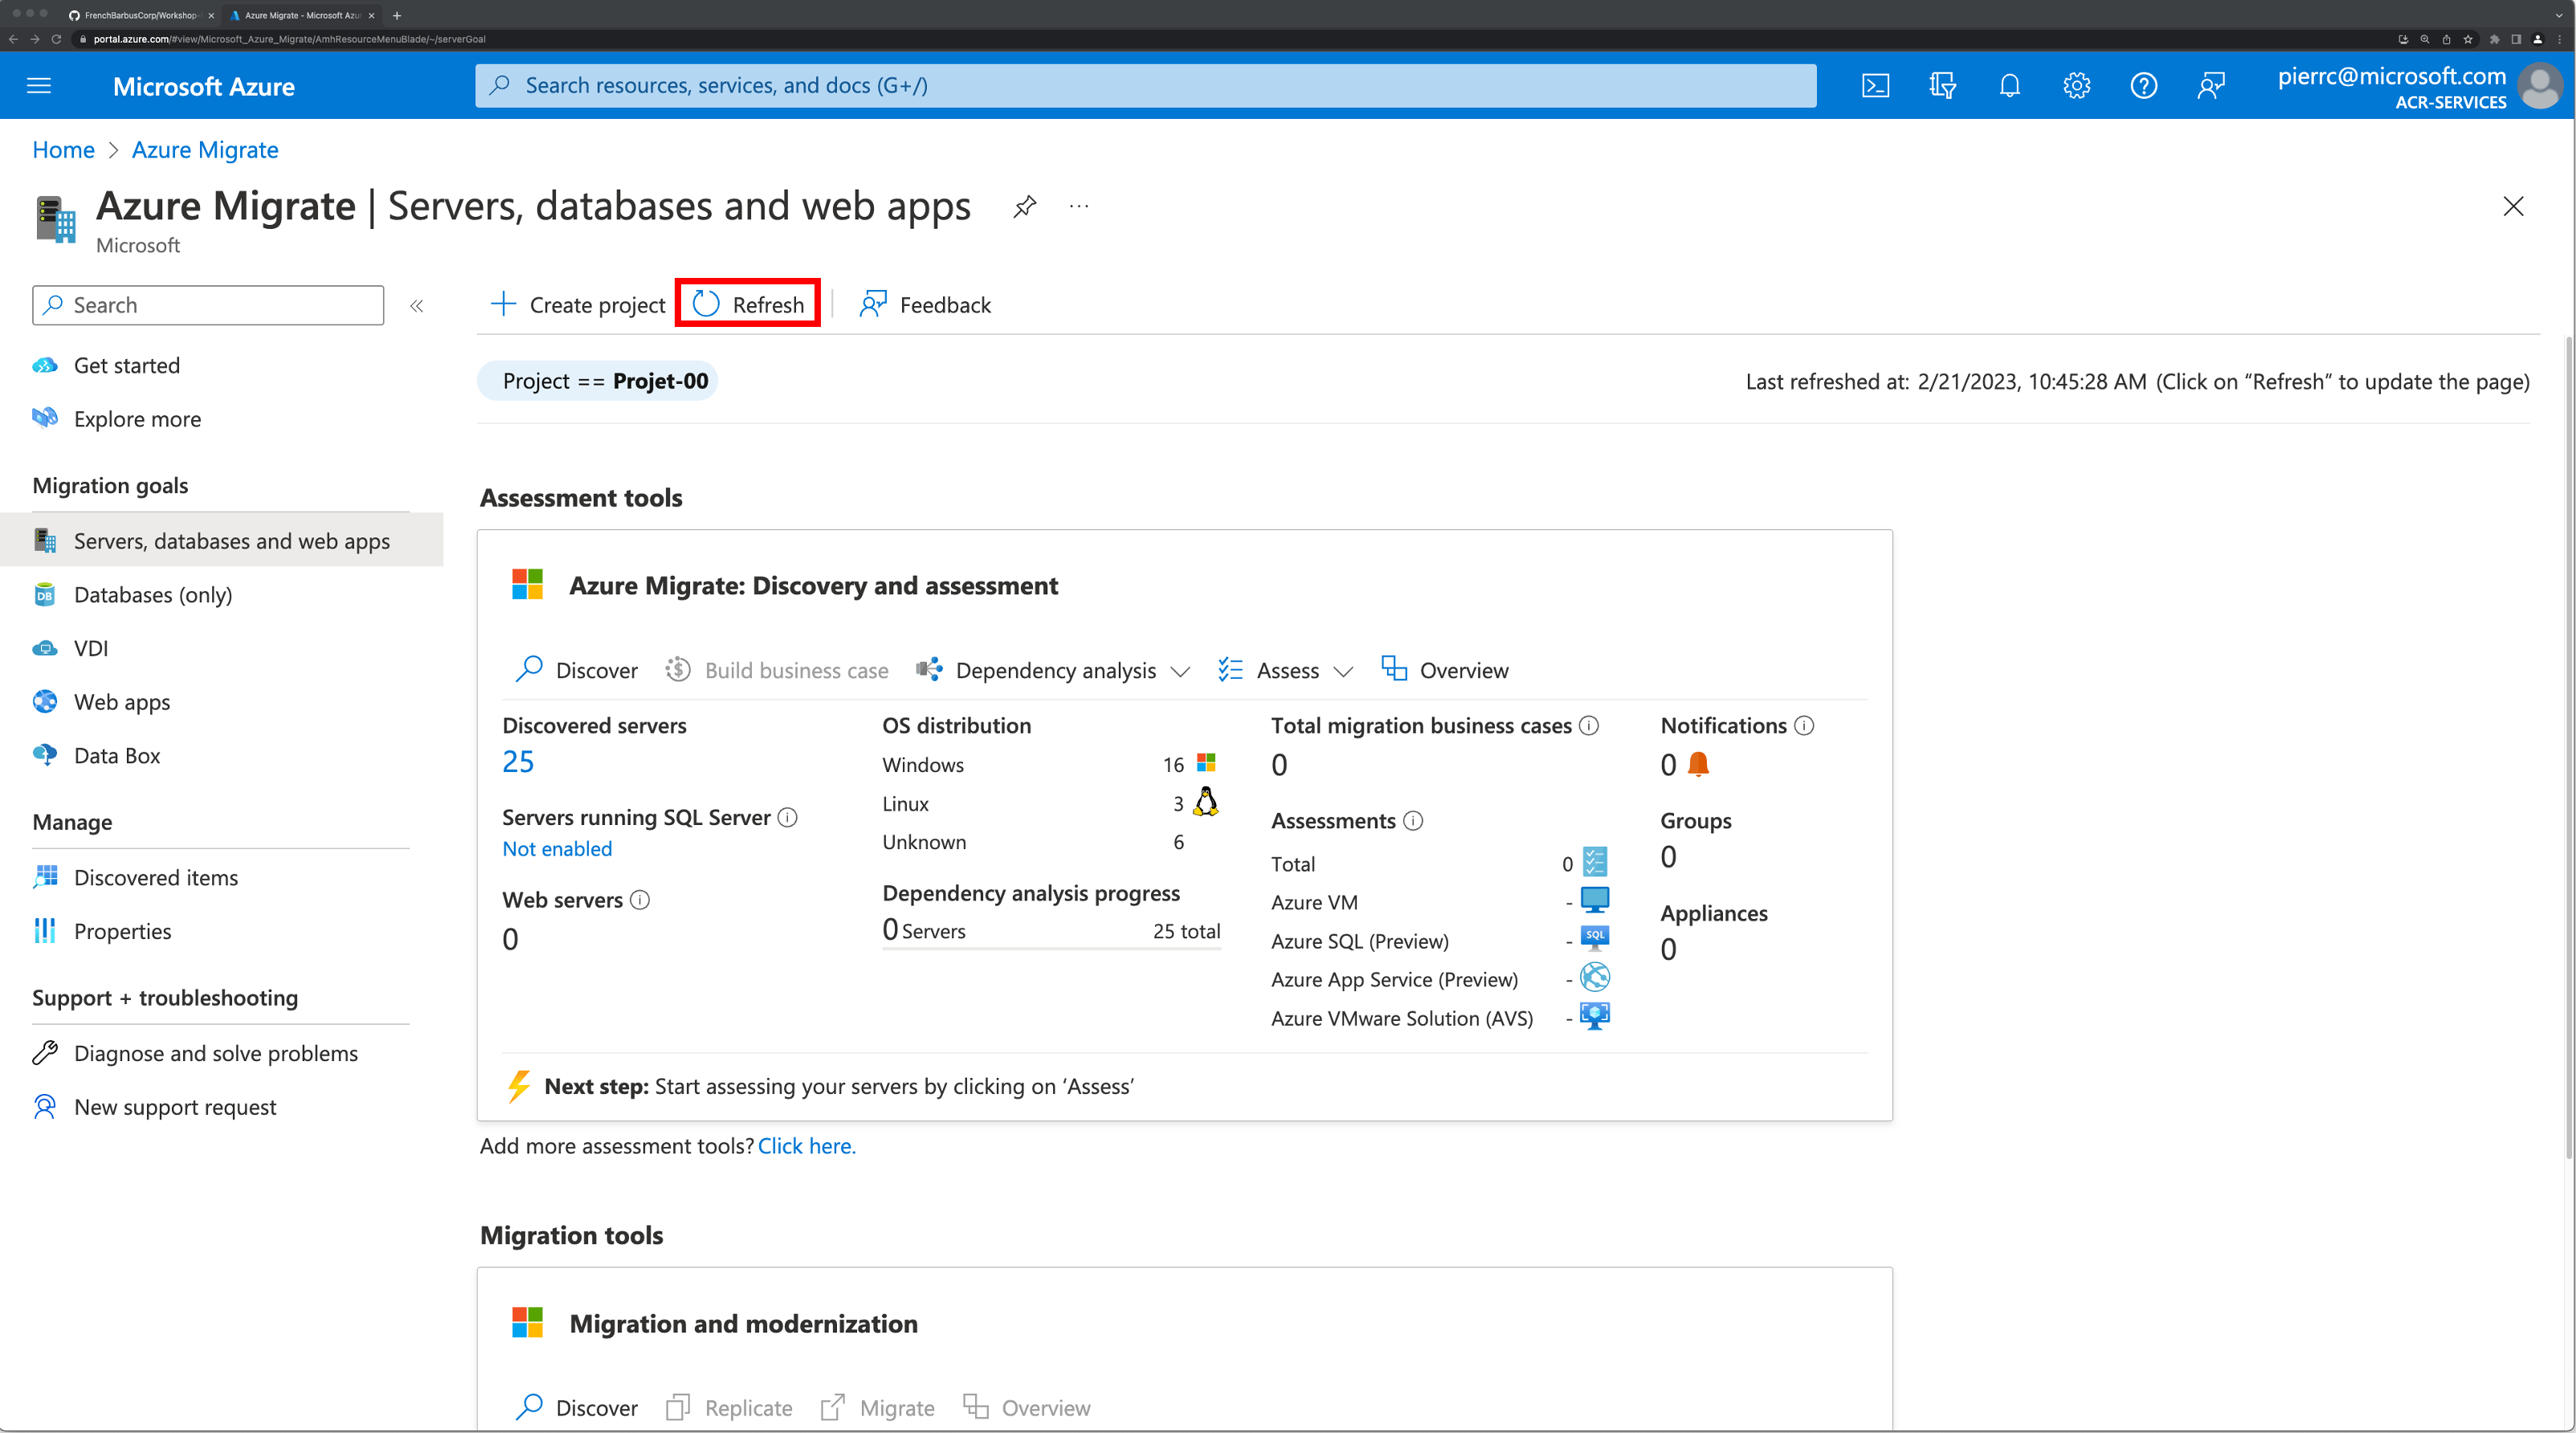 FrenchBarbusCorp/Workshop-
Azure Migrate - Microsoft Azu
portal.azure.com/#view/Microsoft_Azure_Migrate/AmhResourceMenuBlade/~/serverGoal
Microsoft Azure
Search resources, services, and docs (G+/)
pierrc@microsoft.com
ACR-SERVICES
Home > Azure Migrate
Azure Migrate | Servers, databases and web apps
Microsoft
Search
Create project
Refresh
Feedback
Get started
Explore more
Migration goals
Servers, databases and web apps
Databases (only)
VDI
Web apps
Data Box
Manage
Discovered items
Properties
Support + troubleshooting
Diagnose and solve problems
New support request
Project == Projet-00
Last refreshed at: 2/21/2023, 10:45:28 AM (Click on “Refresh” to update the page)
Assessment tools
Azure Migrate: Discovery and assessment
Discover
Build business case
Dependency analysis
Assess
Overview
Discovered servers
25
Servers running SQL Server
Not enabled
Web servers
0
OS distribution
Windows 16
Linux 3
Unknown 6
Dependency analysis progress
0 Servers 25 total
Total migration business cases
0
Assessments
Total 0
Azure VM -
Azure SQL (Preview) -
SQL
Azure App Service (Preview) -
Azure VMware Solution (AVS) -
Notifications
0
Groups
0
Appliances
0
Next step: Start assessing your servers by clicking on ‘Assess’
Add more assessment tools? Click here.
Migration tools
Migration and modernization
Discover
Replicate
Migrate
Overview